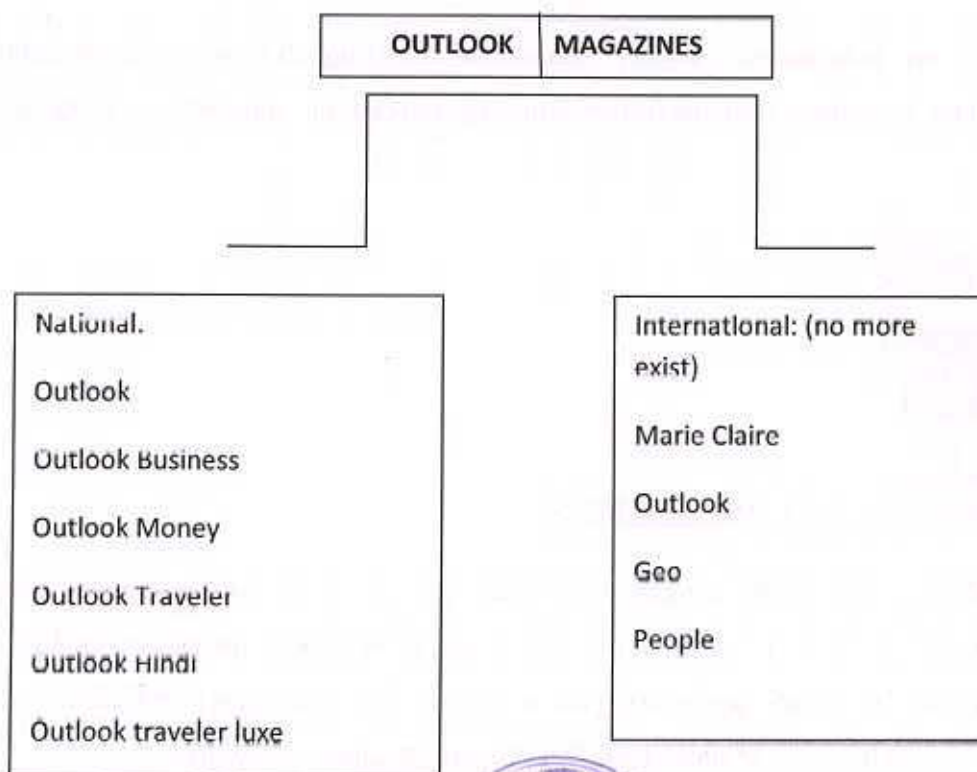 OUTLOOK MAGAZINES
National.
Outlook
Outlook Business
Outlook Money
Outlook Traveler
Outlook Hindi
Outlook traveler luxe
International: (no more
exist)
Marie Claire
Outlook
Geo
People